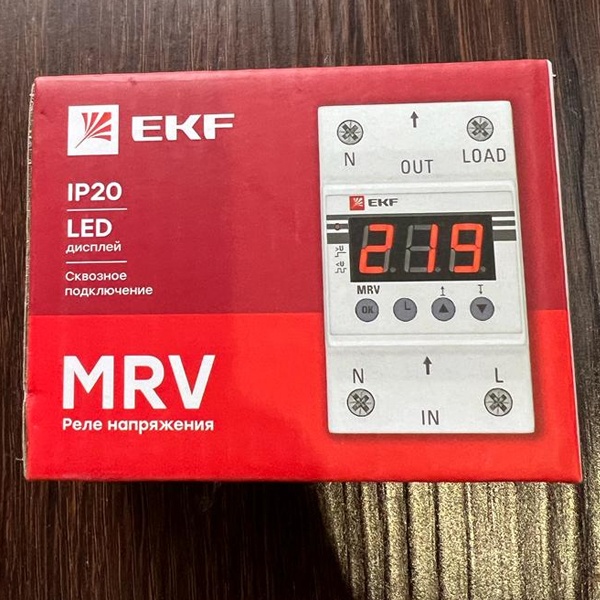 EKF
IP20
LED
дисплей
Сквозное
подключение
MRV
Реле напряжения
N OUT LOAD
EKF
>U
<U
219
MRV
OK
N L
IN